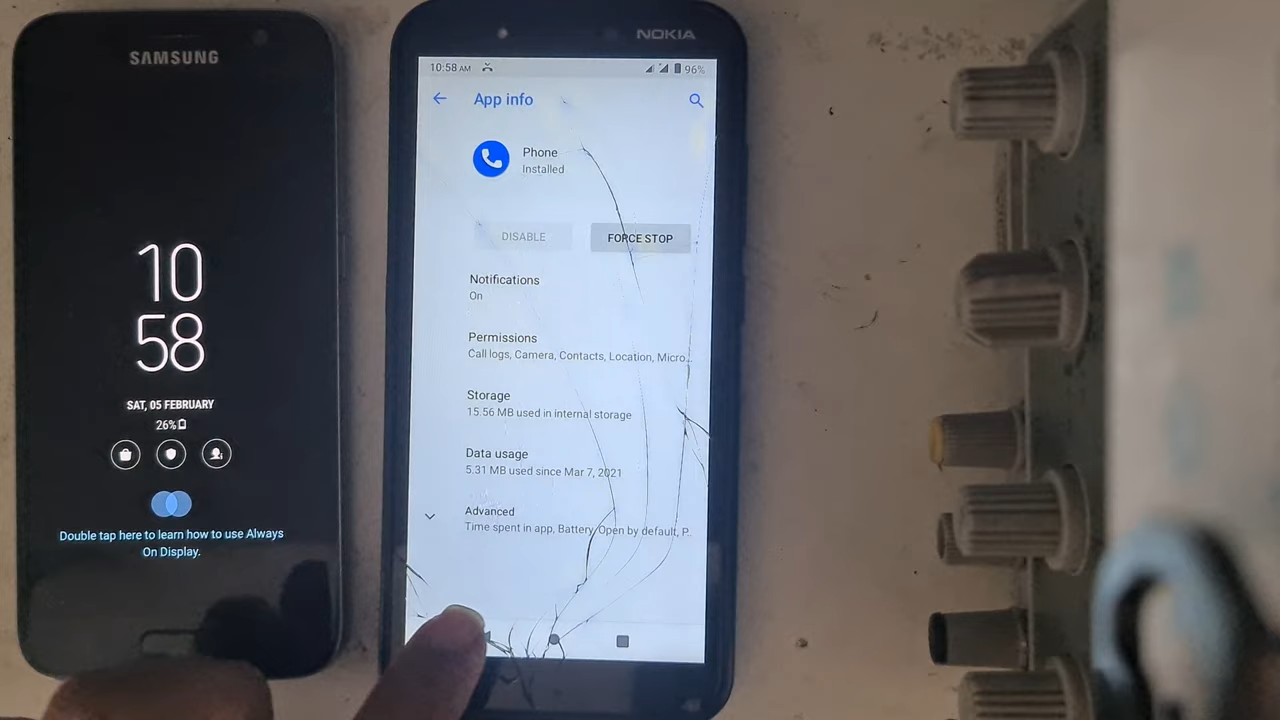 SAMSUNG
10
58
SAT, 05 FEBRUARY
26%
Double tap here to learn how to use Always
On Display.
NOKIA
10:58 AM
96%
App info
Phone
Installed
DISABLE
FORCE STOP
Notifications
On
Permissions
Call logs, Camera, Contacts, Location, Micro...
Storage
15.56 MB used in internal storage
Data usage
5.31 MB used since Mar 7, 2021
Advanced
Time spent in app, Battery, Open by default, P..